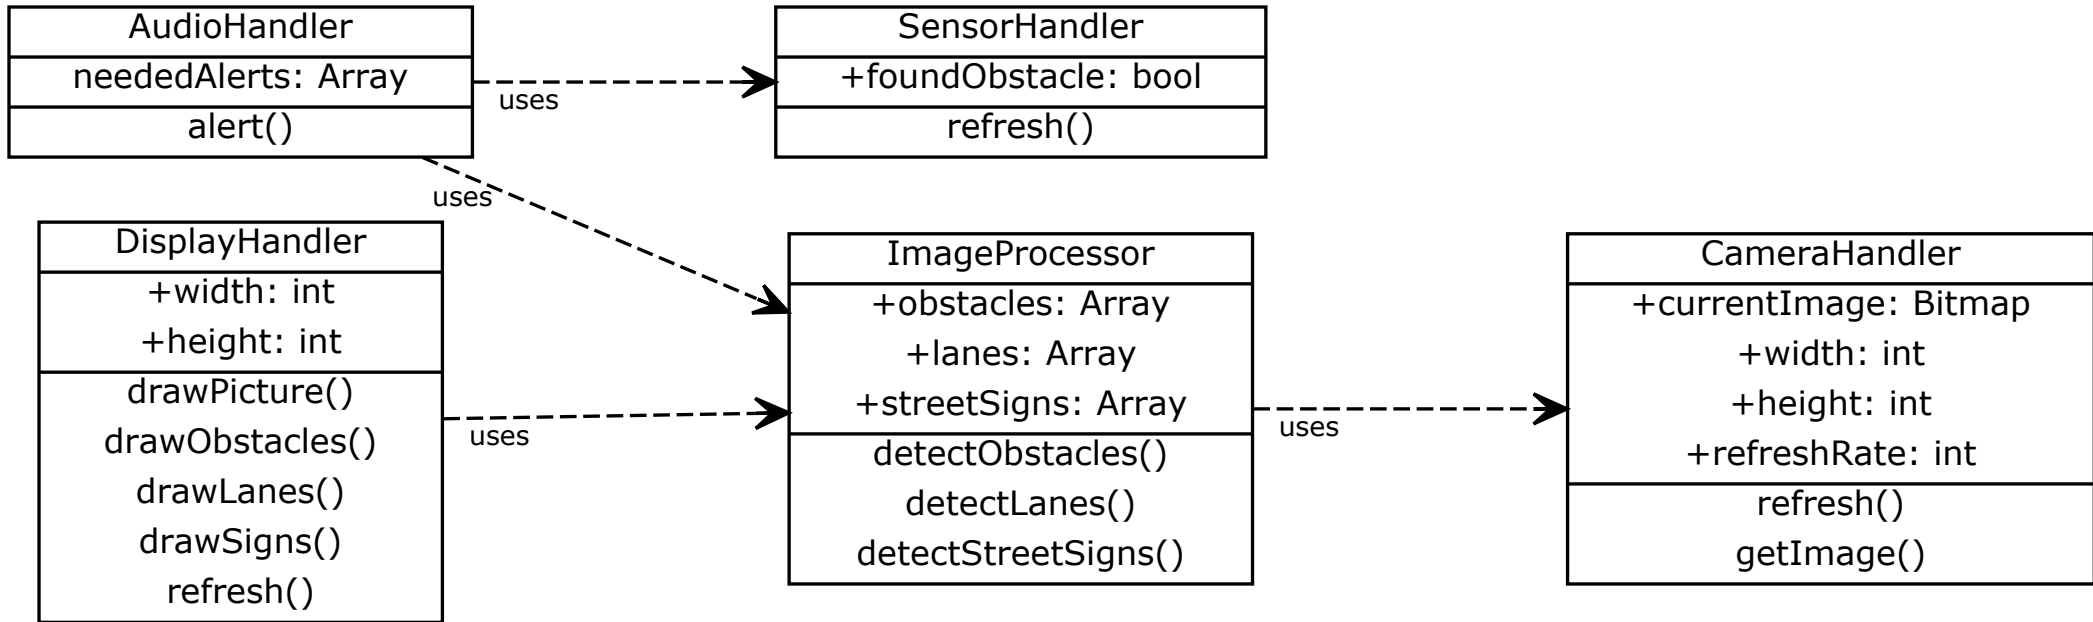 AudioHandler
neededAlerts: Array
alert()
uses
SensorHandler
+foundObstacle: bool
refresh()
uses
DisplayHandler
+width: int
+height: int
drawPicture()
drawObstacles()
drawLanes()
drawSigns()
refresh()
uses
ImageProcessor
+obstacles: Array
+lanes: Array
+streetSigns: Array
detectObstacles()
detectLanes()
detectStreetSigns()
uses
CameraHandler
+currentImage: Bitmap
+width: int
+height: int
+refreshRate: int
refresh()
getImage()